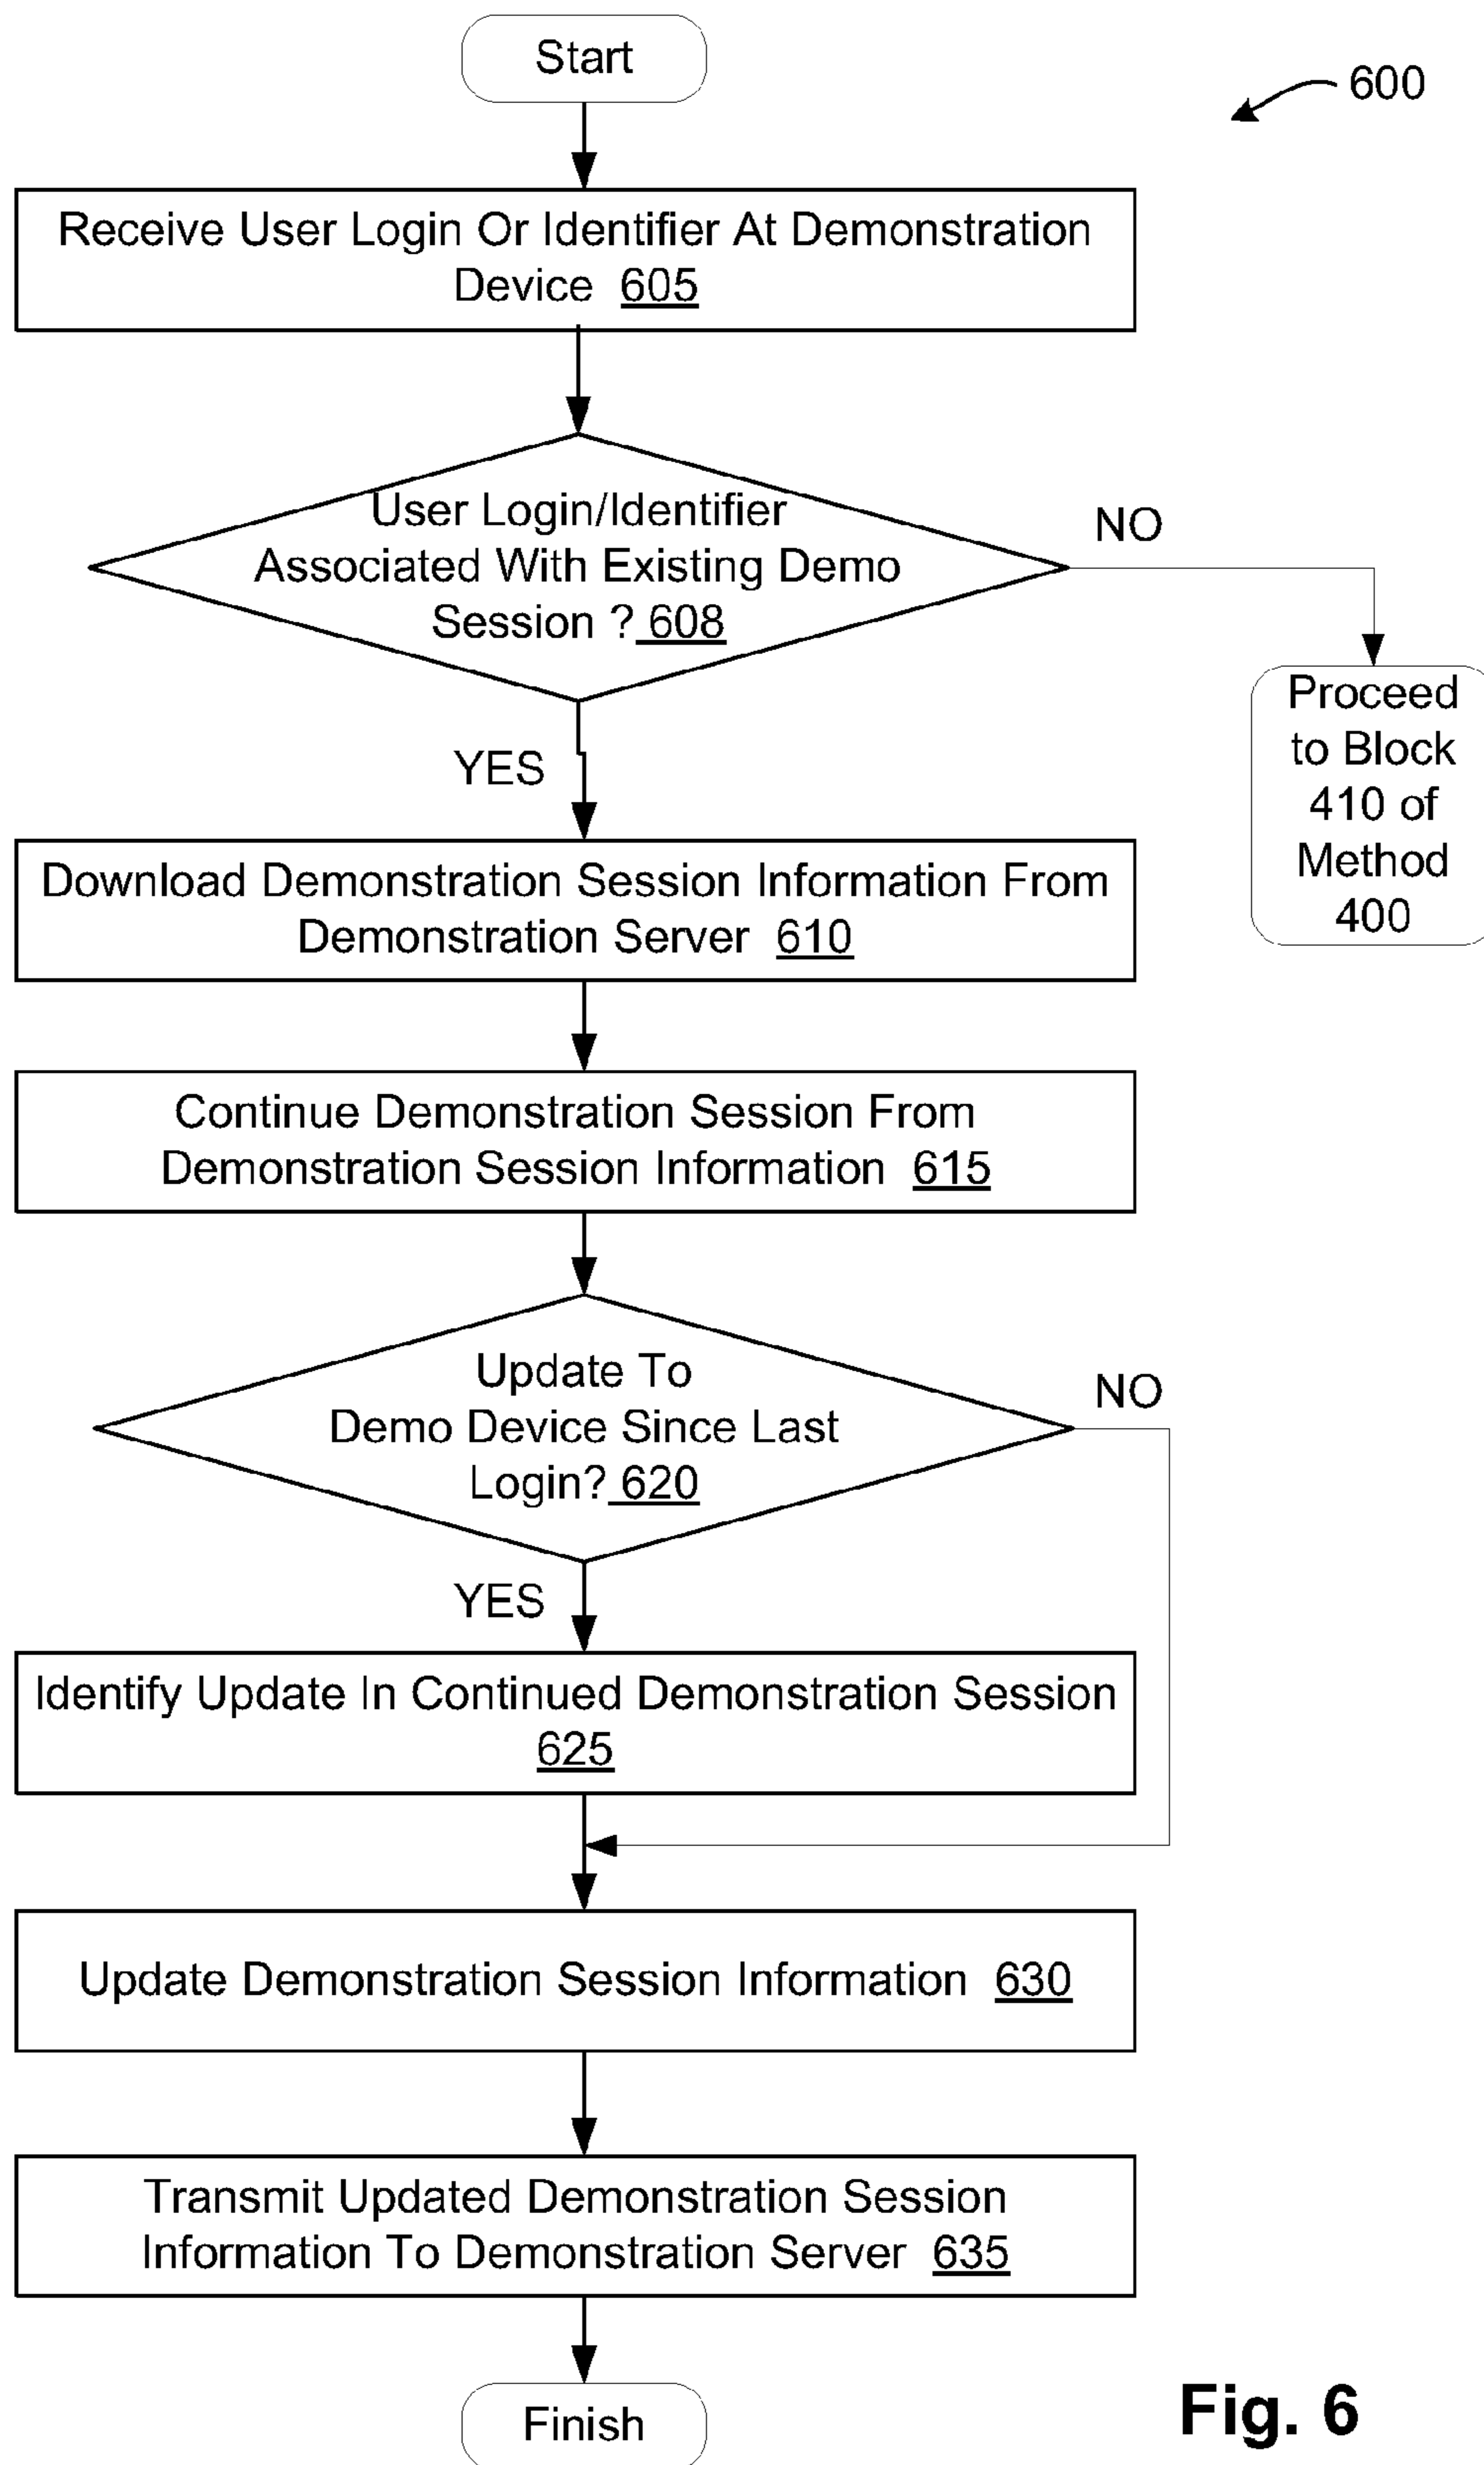 Start
600
Receive User Login Or Identifier At Demonstration
Device 605
User Login/Identifier
Associated With Existing Demo
Session ? 608
NO
Proceed
to Block
410 of
Method
400
YES
Download Demonstration Session Information From
Demonstration Server 610
Continue Demonstration Session From
Demonstration Session Information 615
Update To
Demo Device Since Last
Login? 620
NO
YES
Identify Update In Continued Demonstration Session
625
Update Demonstration Session Information 630
Transmit Updated Demonstration Session
Information To Demonstration Server 635
Finish
Fig. 6